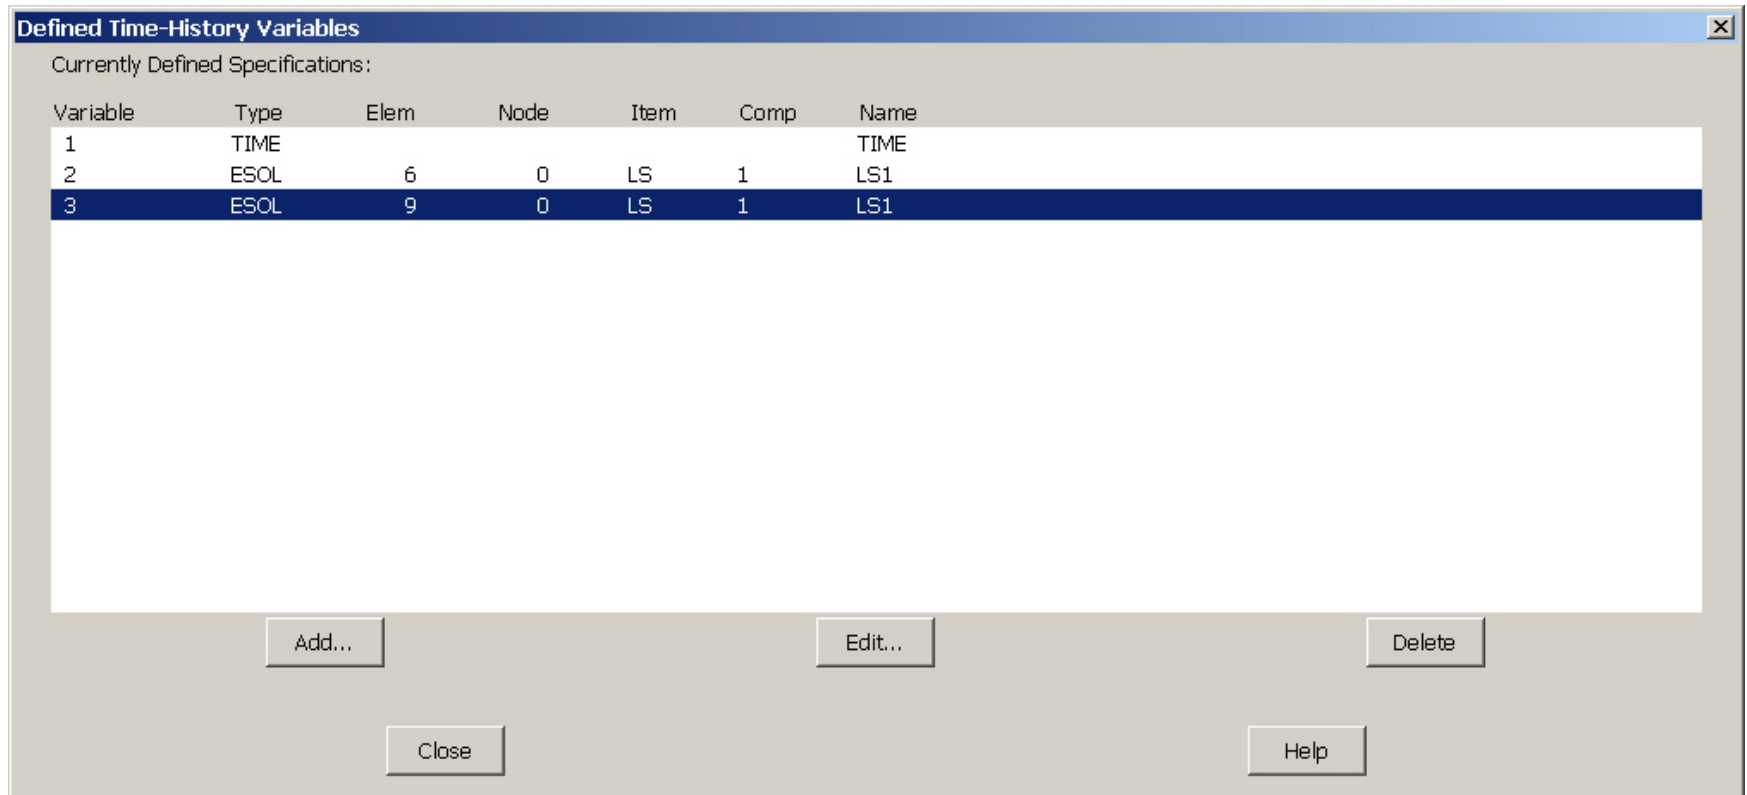 Defined Time-History Variables
Currently Defined Specifications:
Variable Type Elem Node Item Comp Name
1 TIME TIME
2 ESOL 6 0 LS 1 LS1
3 ESOL 9 0 LS 1 LS1
Add... Edit... Delete
Close Help